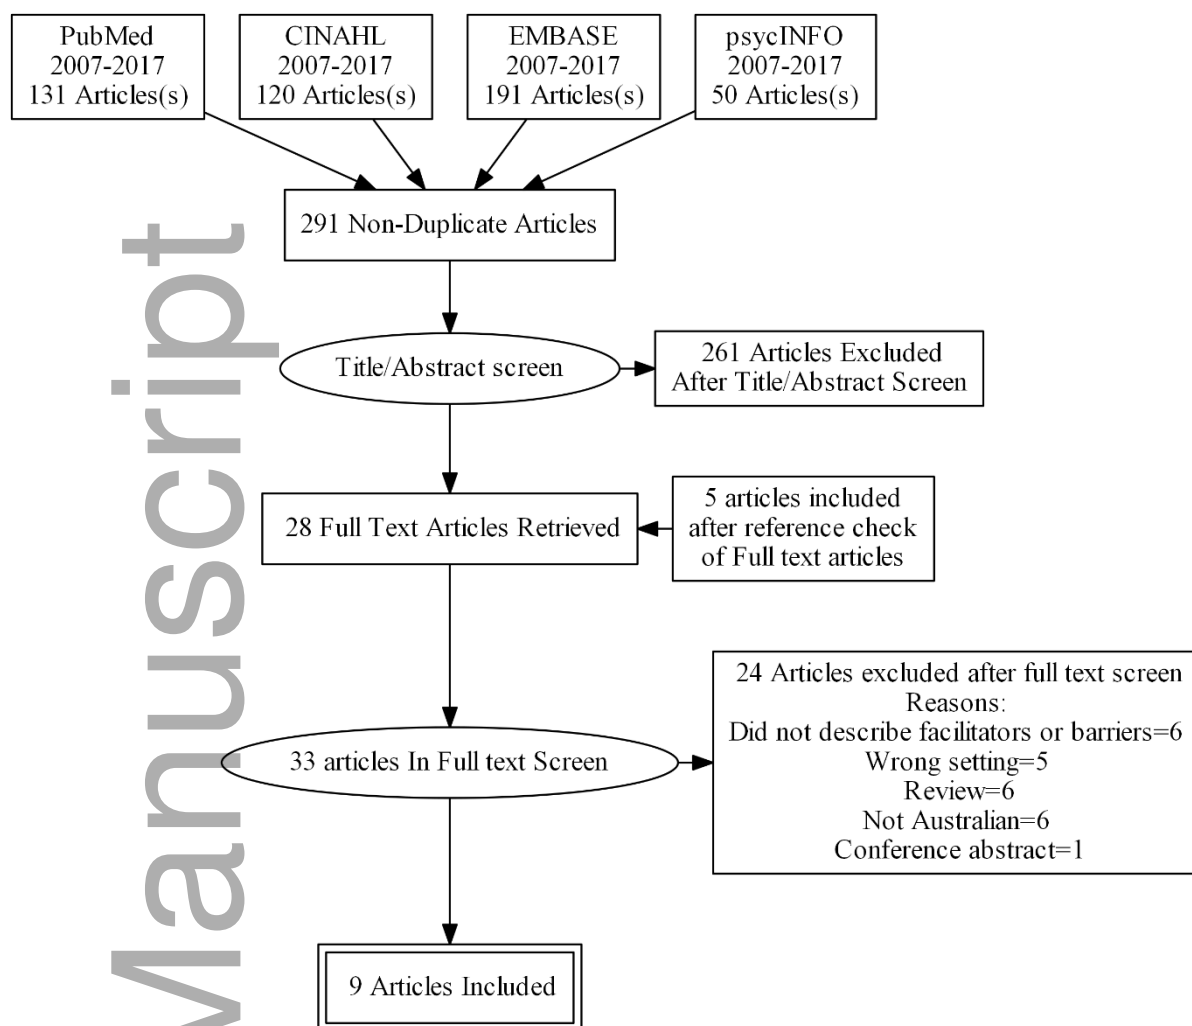 PubMed
2007-2017
131 Articles(s)
CINAHL
2007-2017
120 Articles(s)
EMBASE
2007-2017
191 Articles(s)
psycINFO
2007-2017
50 Articles(s)
291 Non-Duplicate Articles
Title/Abstract screen
261 Articles Excluded
After Title/Abstract Screen
28 Full Text Articles Retrieved
5 articles included
after reference check
of Full text articles
33 articles In Full text Screen
24 Articles excluded after full text screen
Reasons:
Did not describe facilitators or barriers=6
Wrong setting=5
Review=6
Not Australian=6
Conference abstract=1
9 Articles Included
Manuscript